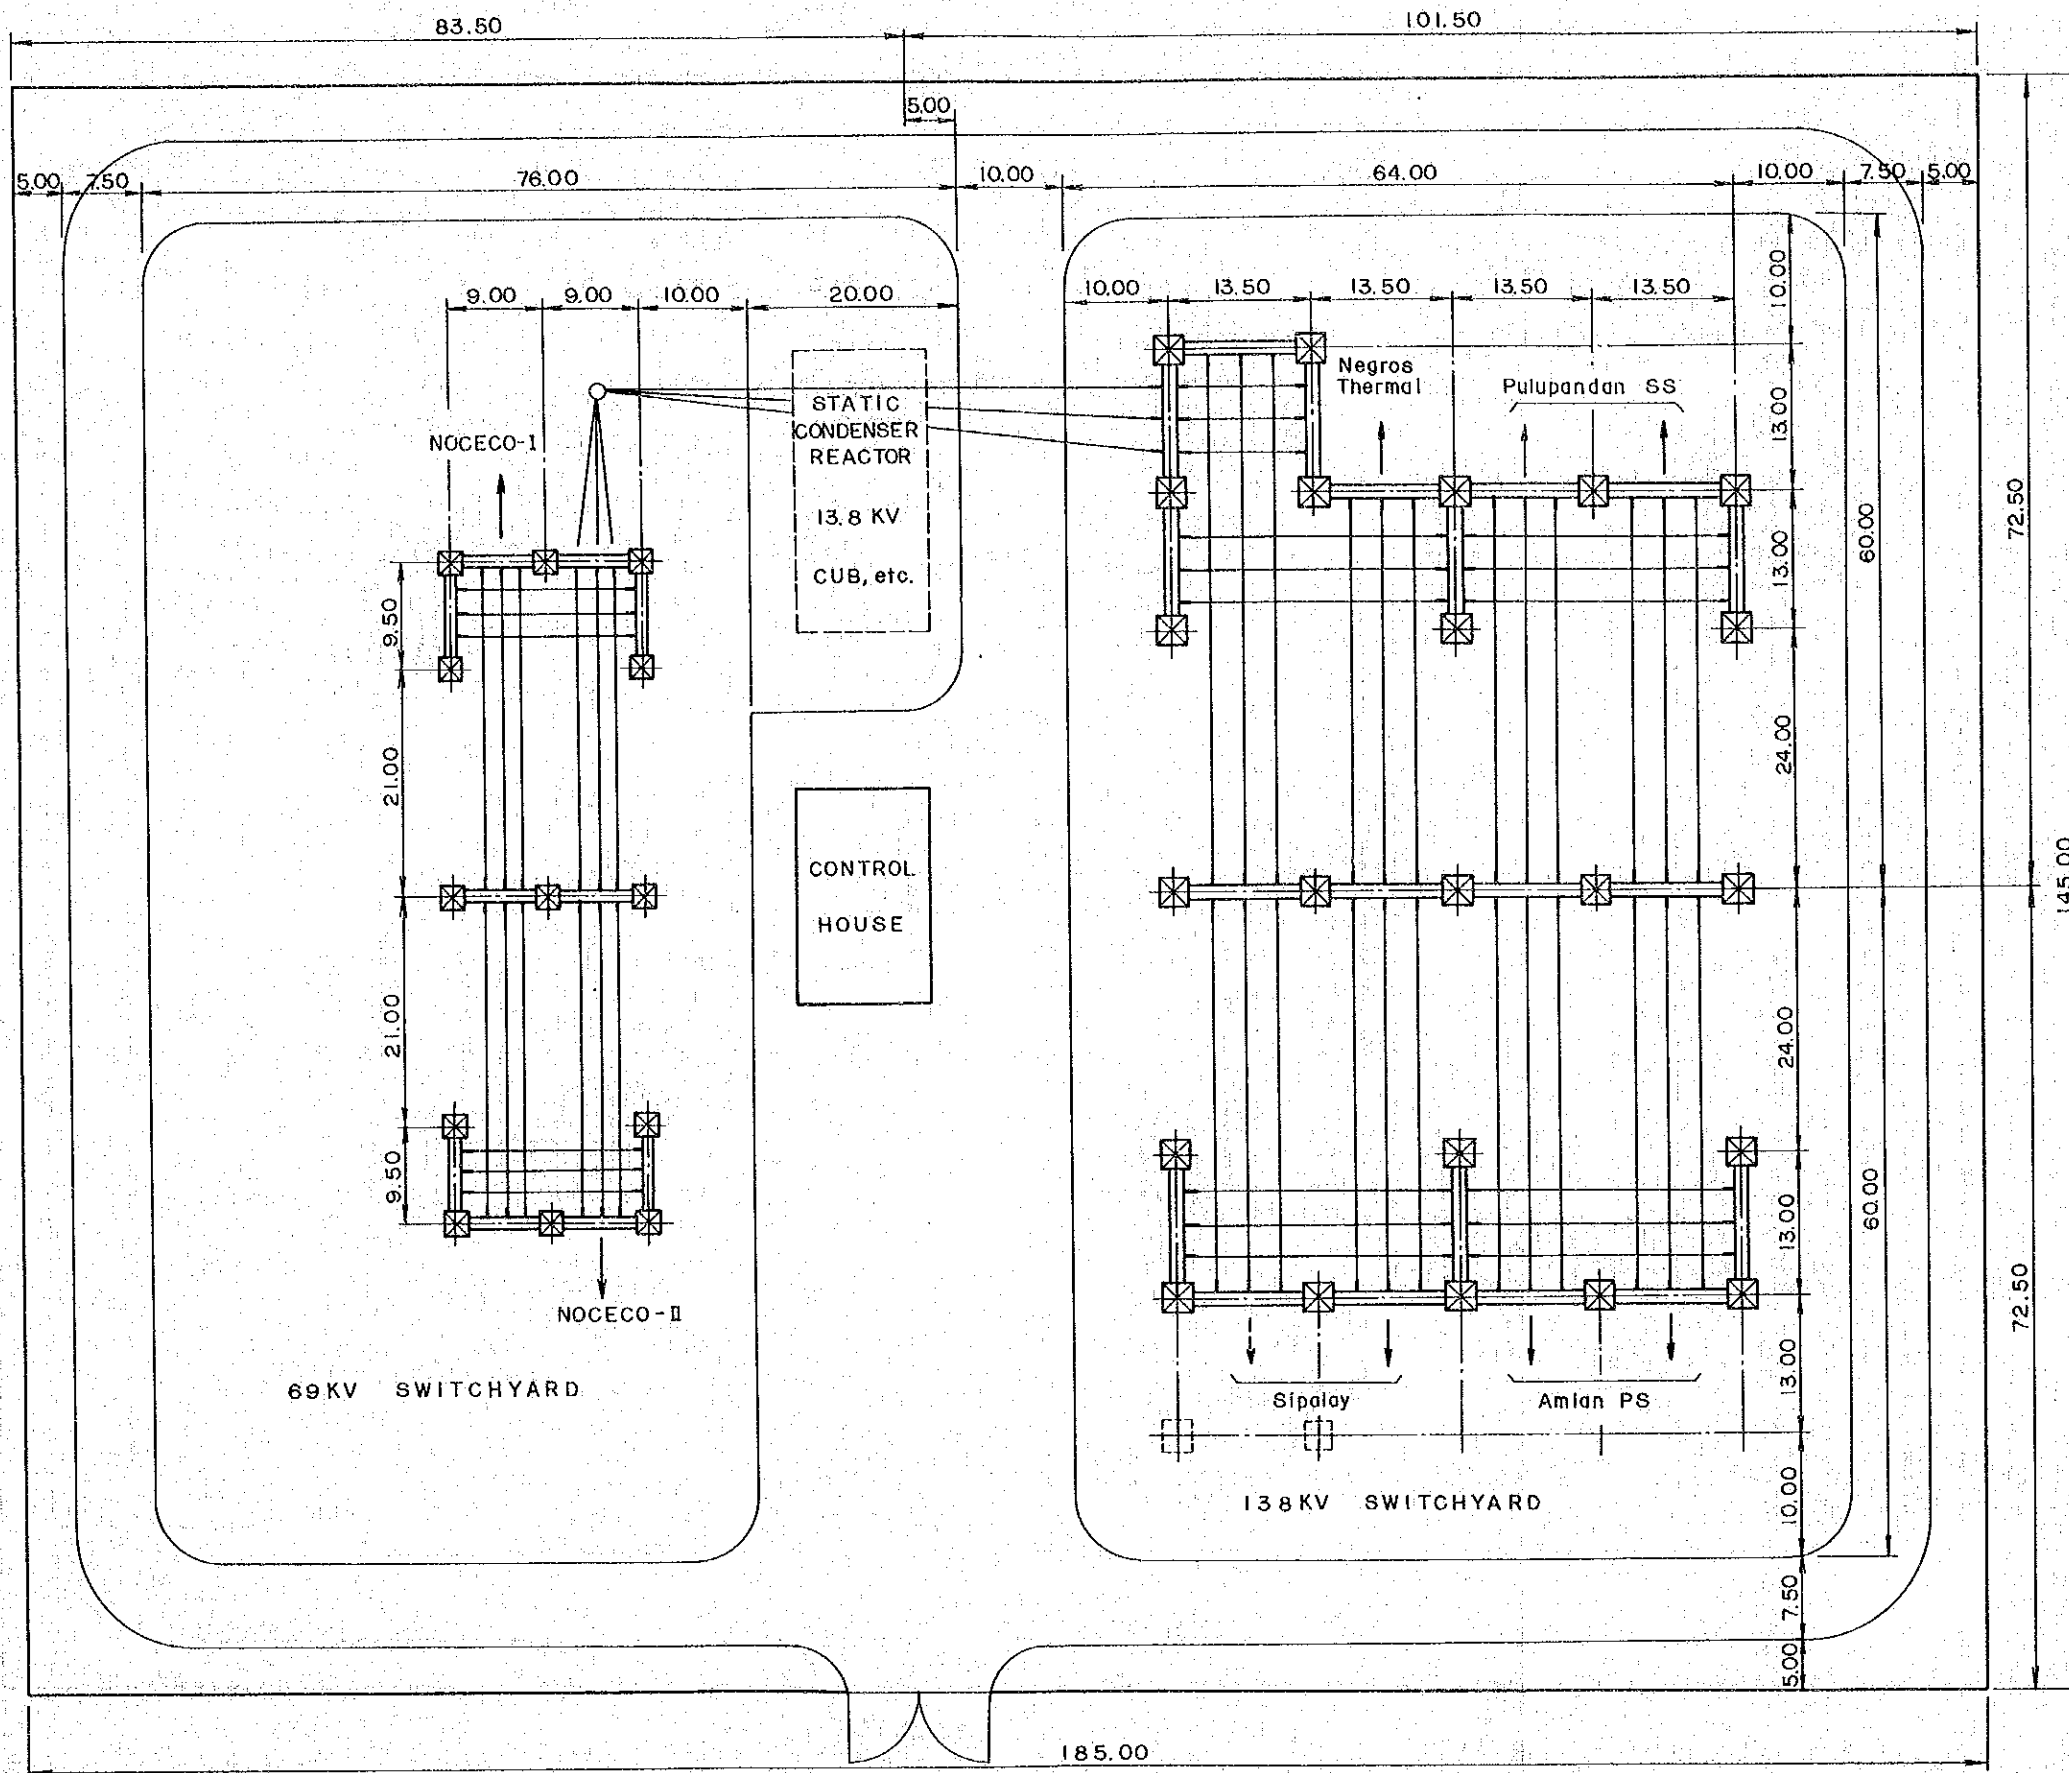 83.50
101.50
5.00
5.00
7.50
76.00
10.00
64.00
10.00
7.50
5.00
9.00
9.00
10.00
20.00
10.00
13.50
13.50
13.50
13.50
10.00
NOCECO-I
STATIC
CONDENSER
REACTOR
13.8 KV
CUB, etc.
Negros
Thermal
Pulupandan SS
13.00
13.00
60.00
72.50
9.50
21.00
24.00
145.00
CONTROL
HOUSE
21.00
24.00
9.50
13.00
60.00
72.50
NOCECO-II
69KV SWITCHYARD
Sipalay
Amlan PS
13.00
138KV SWITCHYARD
10.00
7.50
5.00
185.00